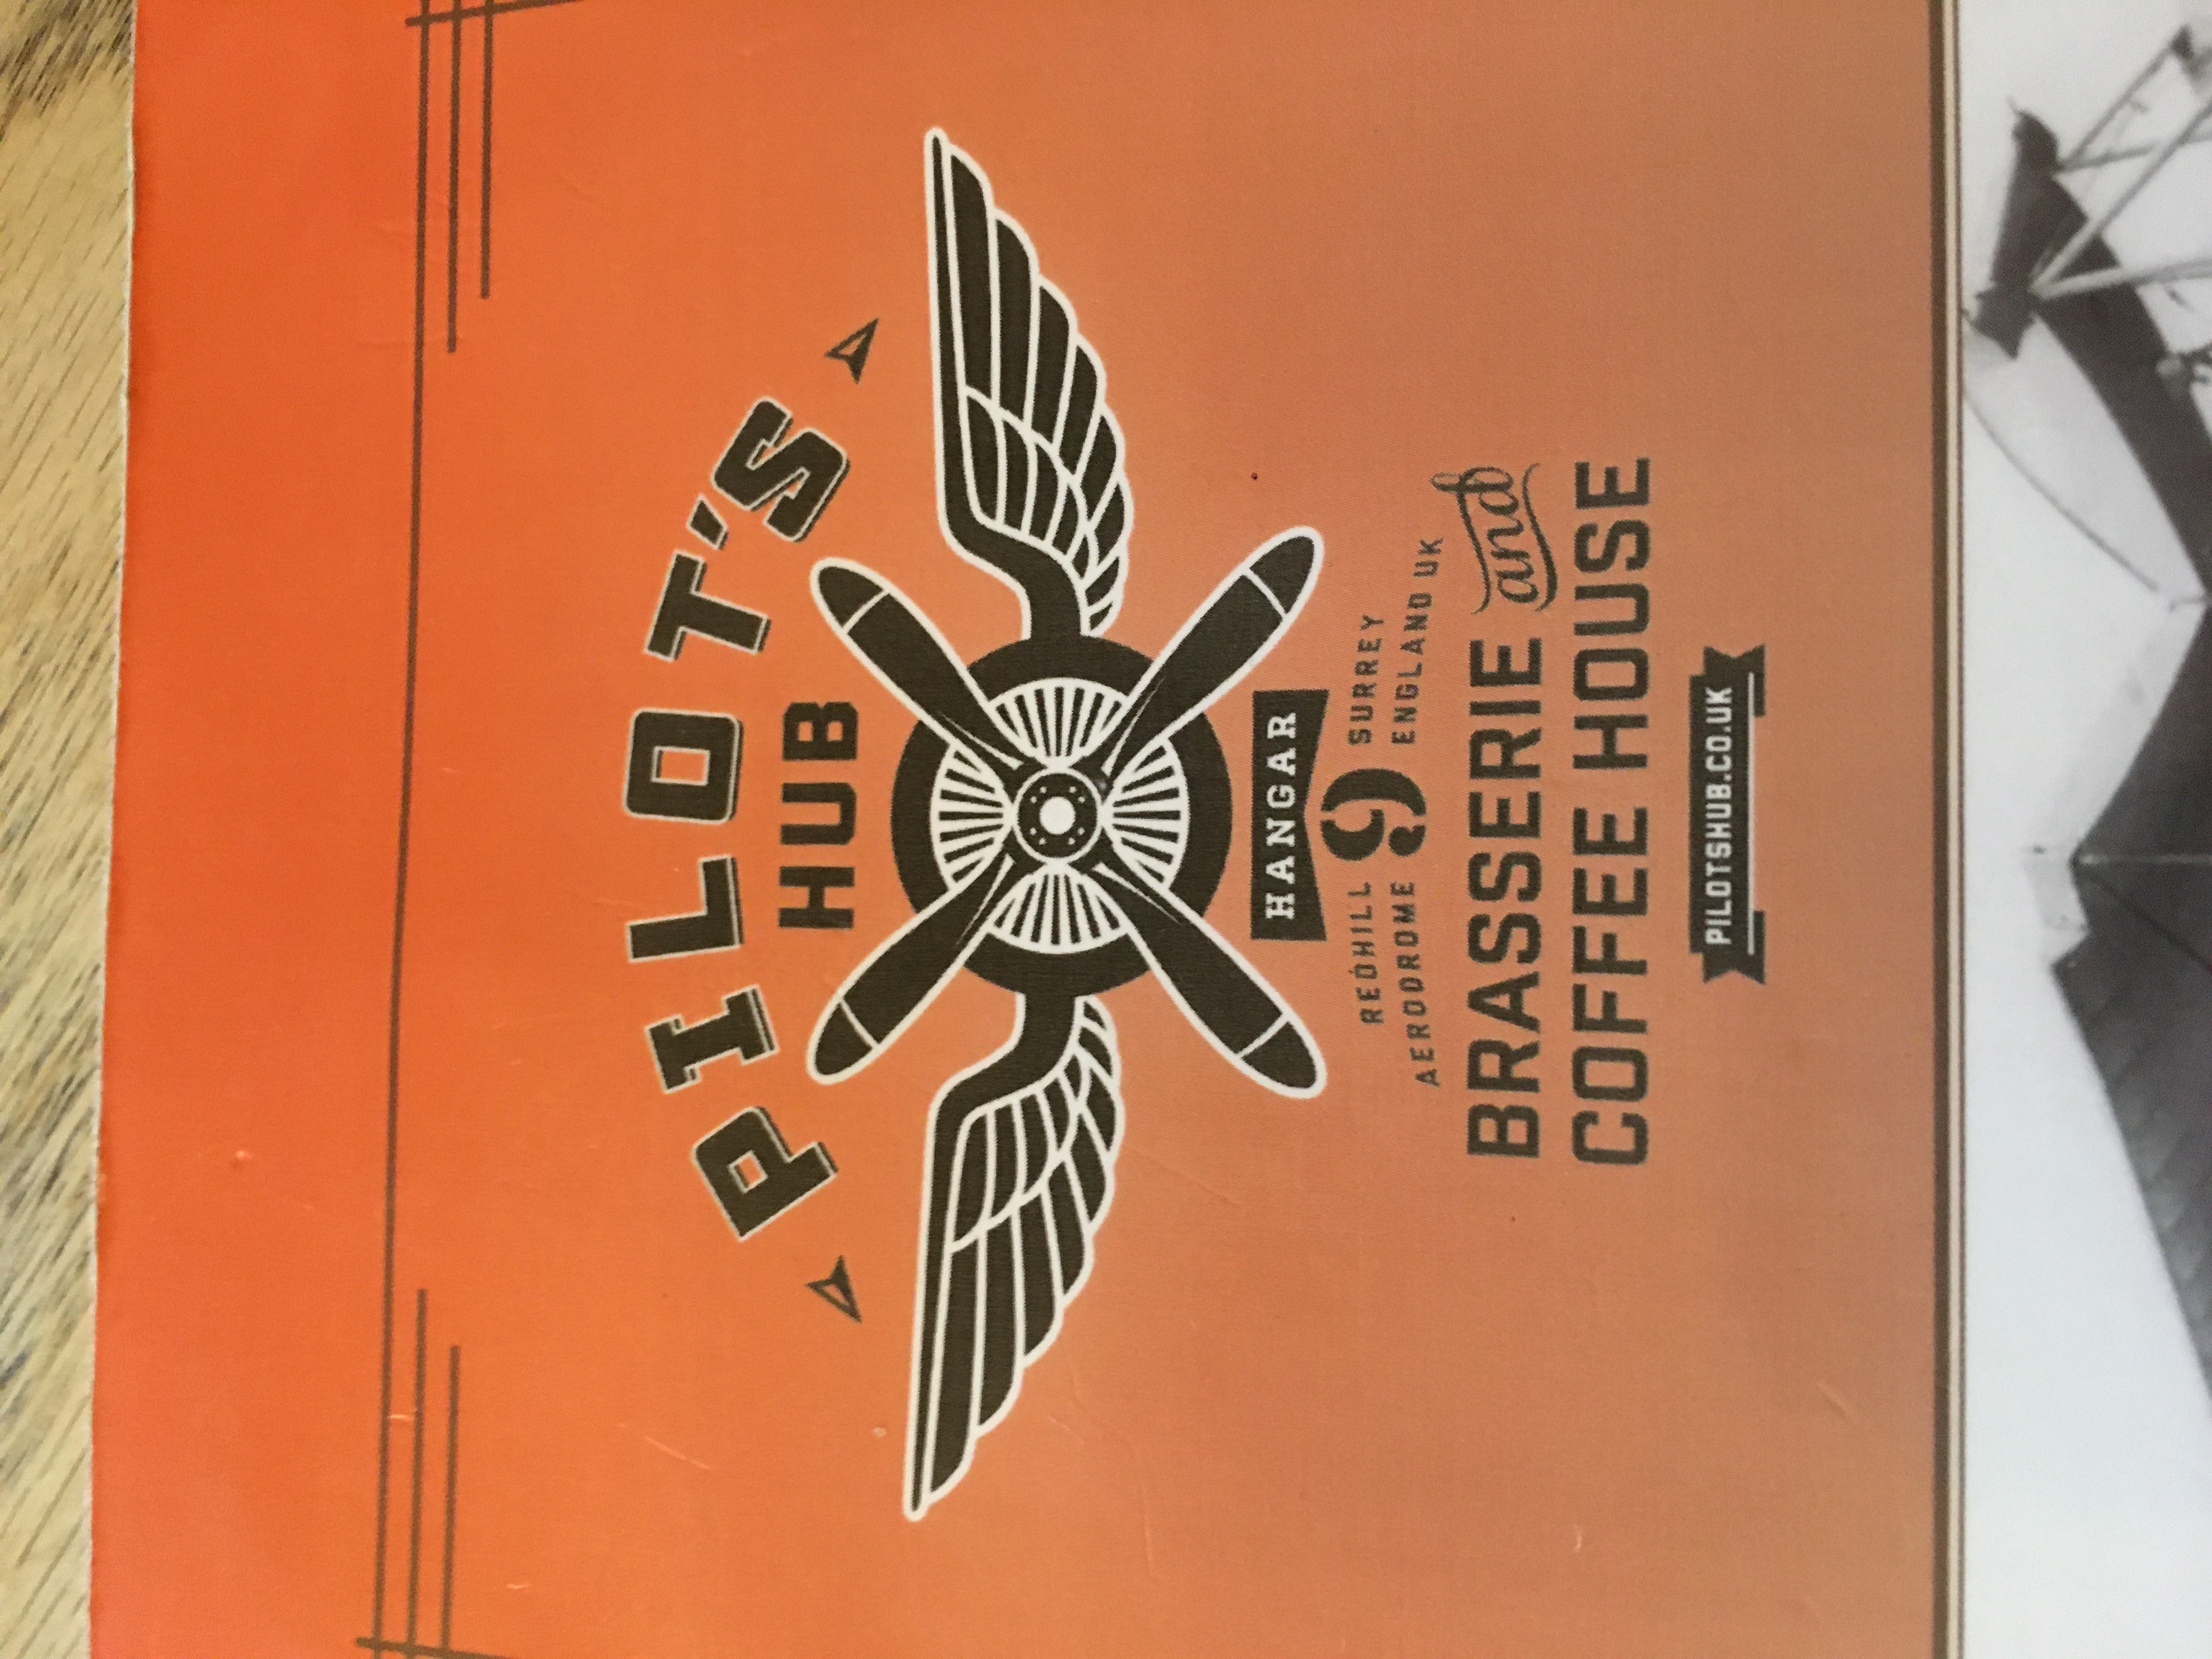 PILOT'S
HUB
HANGAR
REDHILL 9 SURREY
AERODROME ENGLAND UK
BRASSERIE and
COFFEE HOUSE
PILOTSHUB.CO.UK